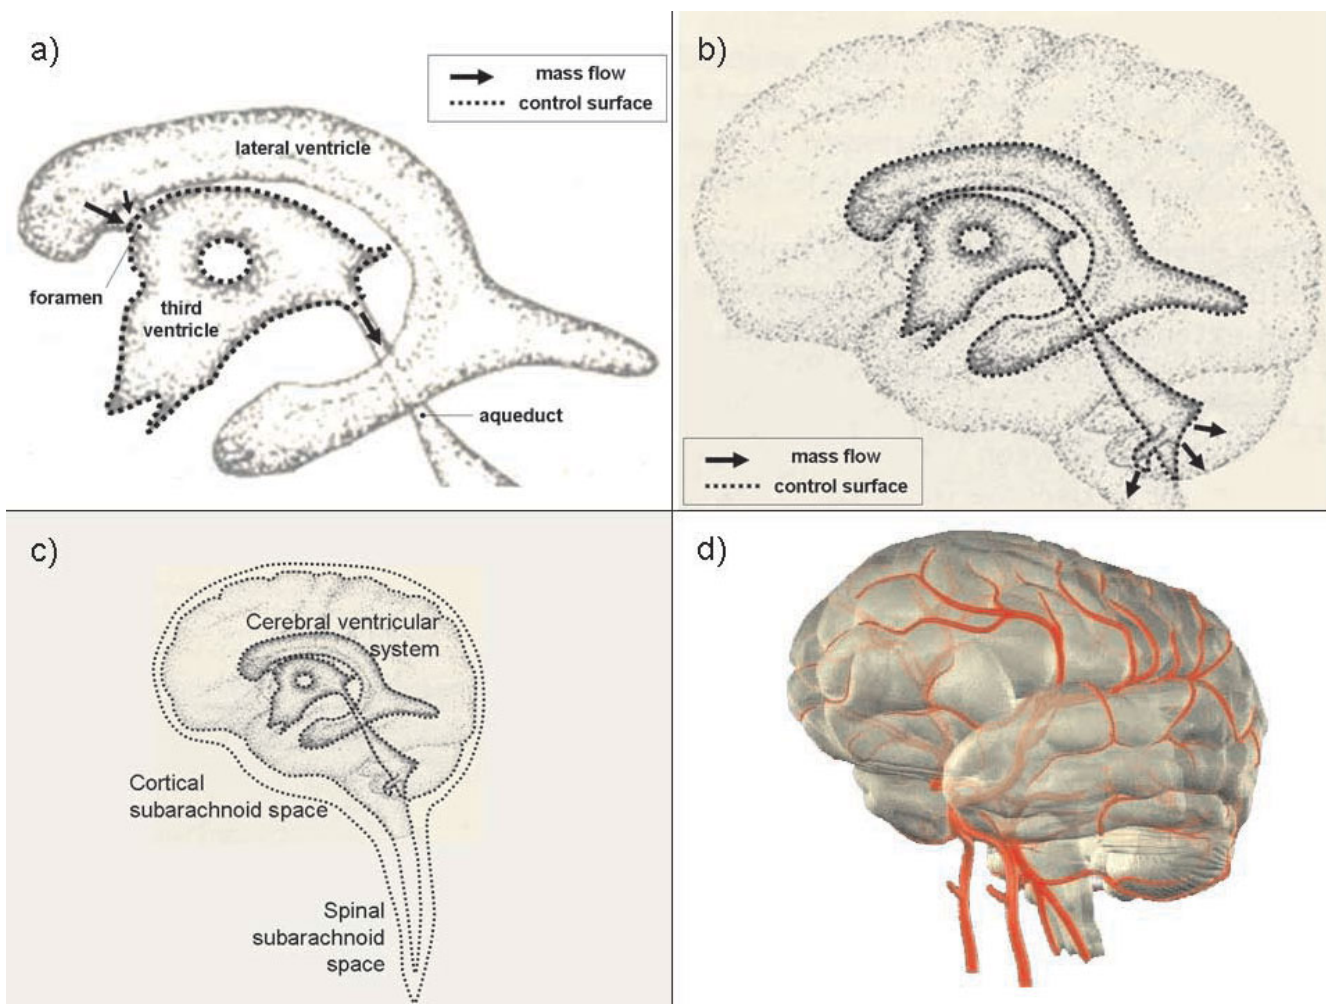 a)
mass flow
control surface
lateral ventricle
foramen
third
ventricle
aqueduct
b)
mass flow
control surface
c)
Cerebral ventricular
system
Cortical
subarachnoid space
Spinal
subarachnoid
space
d)